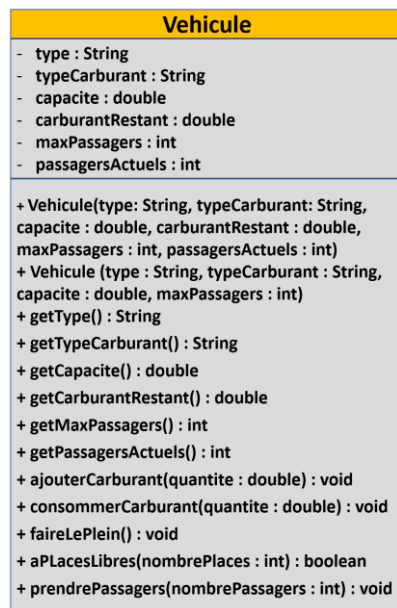 Vehicule
- type : String
- typeCarburant : String
- capacite : double
- carburantRestant : double
- maxPassagers : int
- passagersActuels : int
+ Vehicule(type: String, typeCarburant: String,
capacite : double, carburantRestant : double,
maxPassagers : int, passagersActuels : int)
+ Vehicule (type : String, typeCarburant : String,
capacite : double, maxPassagers : int)
+ getType() : String
+ getTypeCarburant() : String
+ getCapacite() : double
+ getCarburantRestant() : double
+ getMaxPassagers() : int
+ getPassagersActuels() : int
+ ajouterCarburant(quantite : double) : void
+ consommerCarburant(quantite : double) : void
+ faireLePlein() : void
+ aPLacesLibres(nombrePlaces : int) : boolean
+ prendrePassagers(nombrePassagers : int) : void